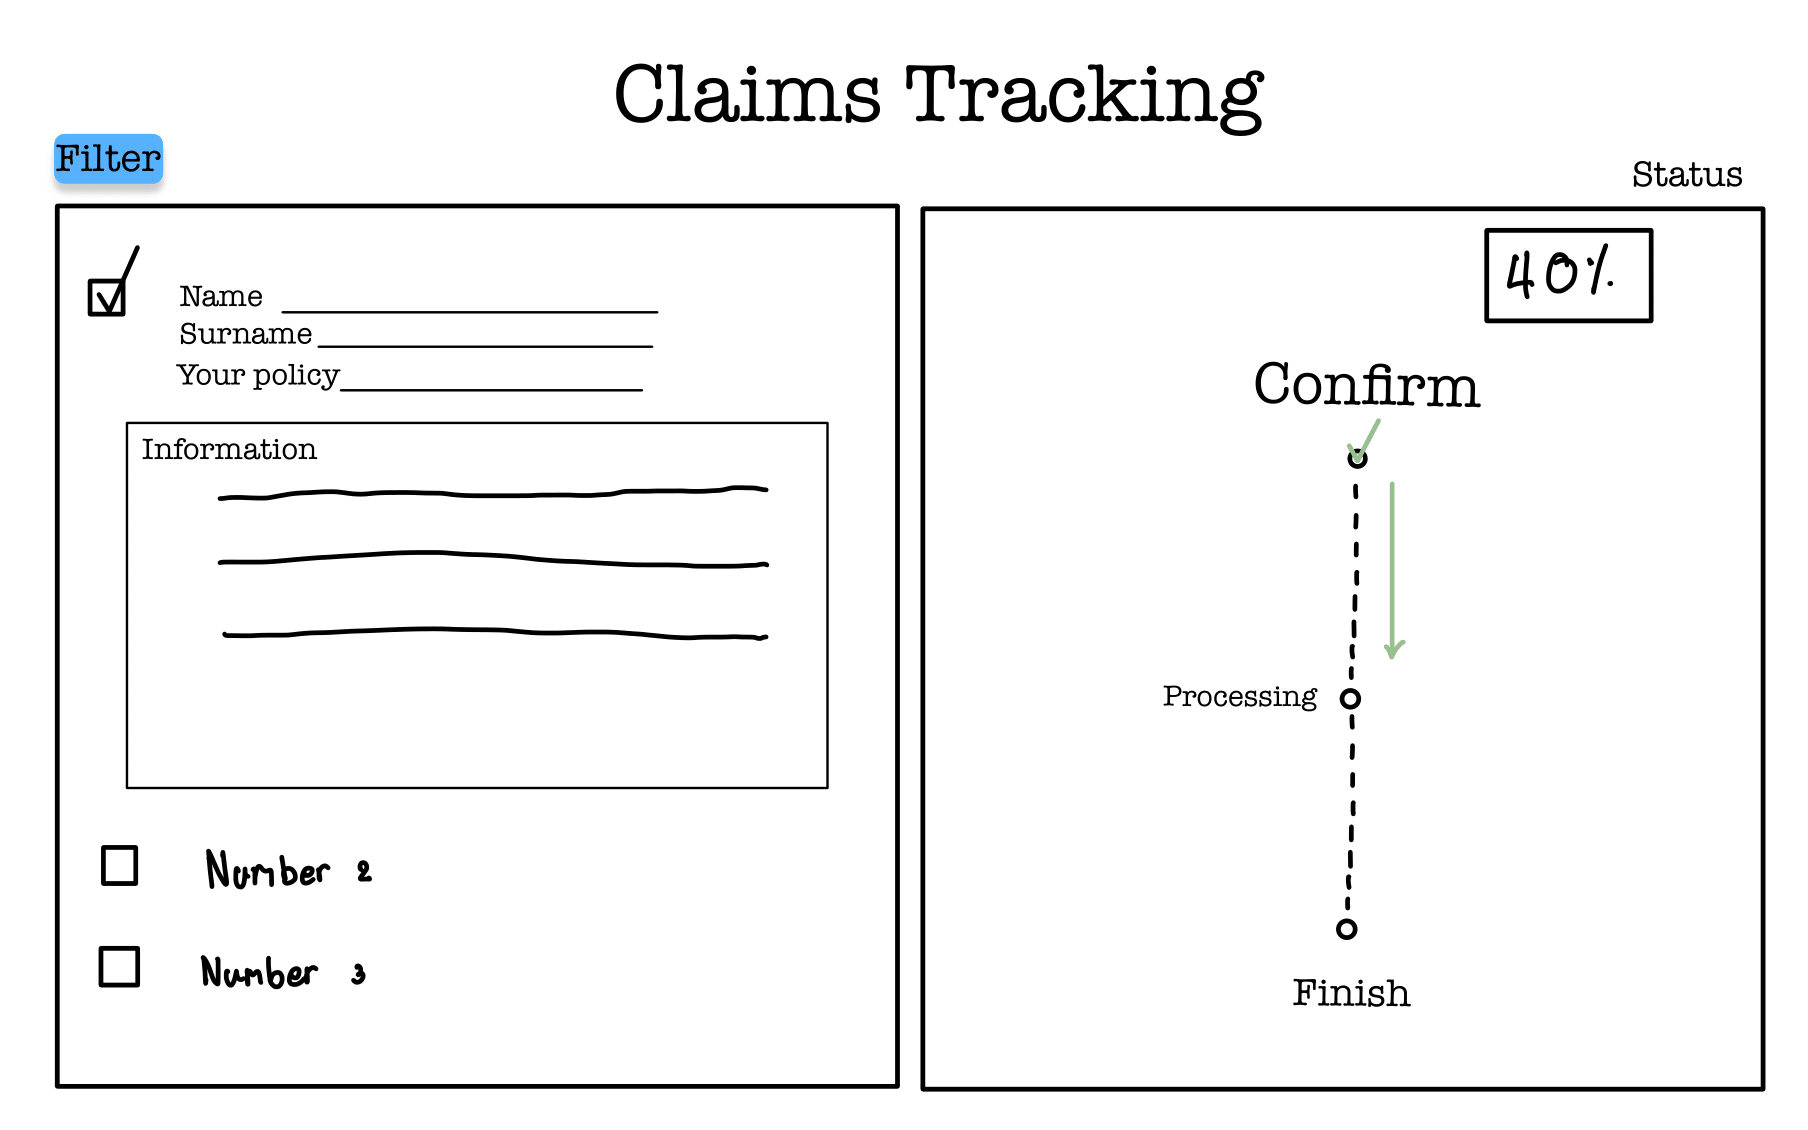 Claims Tracking
Filter
Status
Name
Surname
Your policy
Information
Number 2
Number 3
40%
Confirm
Processing
Finish